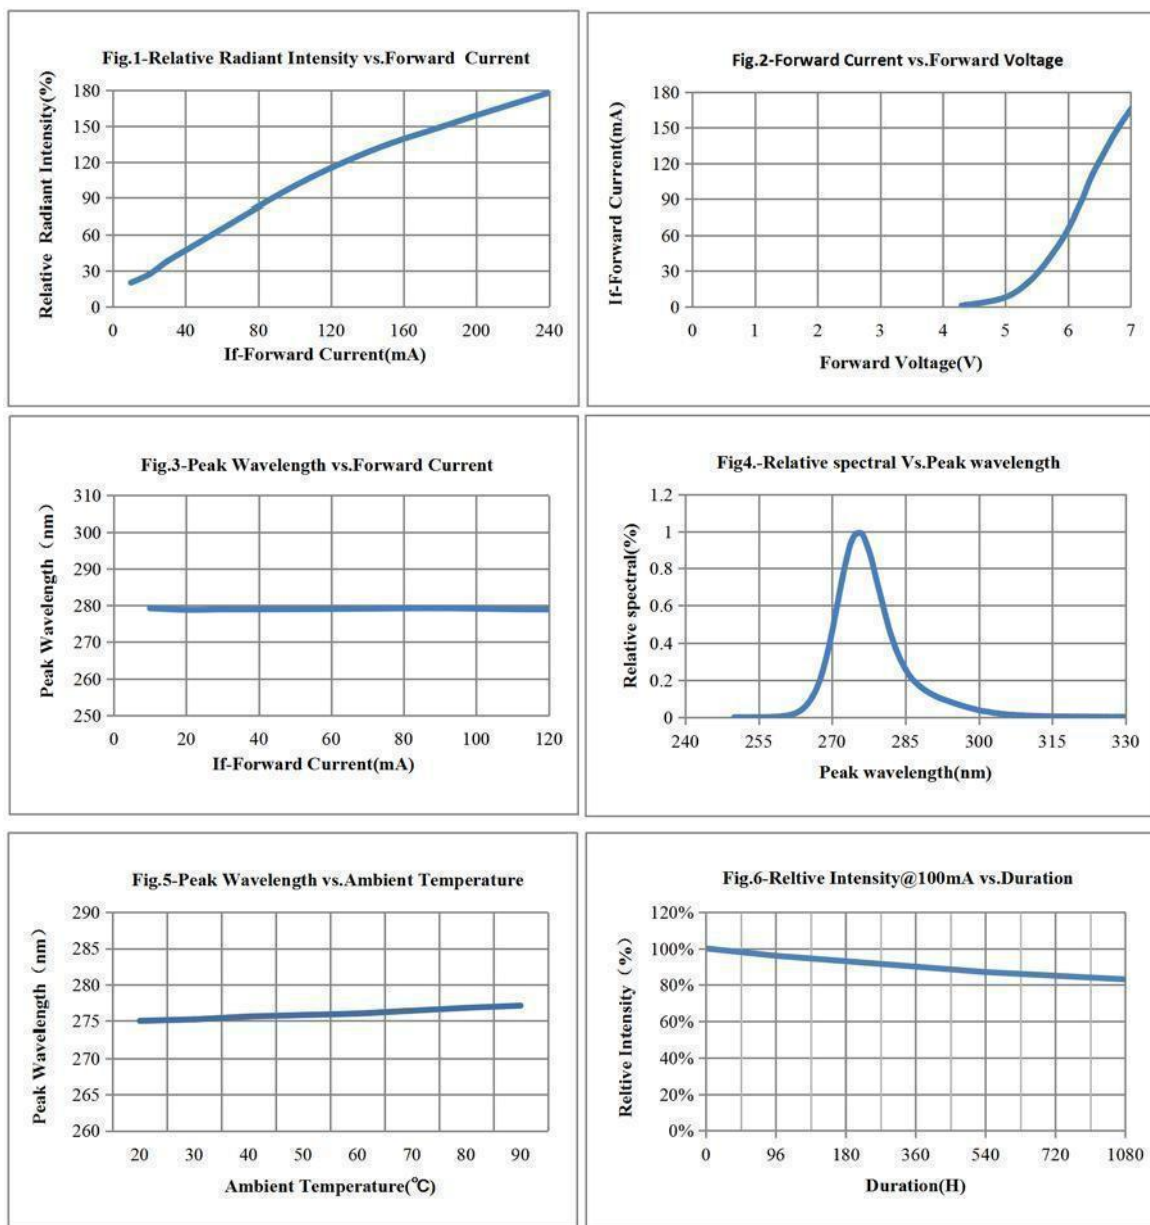 Fig.1-Relative Radiant Intensity vs.Forward Current
Relative Radiant Intensity(%)
180
150
120
90
60
30
0
0 40 80 120 160 200 240
If-Forward Current(mA)
Fig.2-Forward Current vs.Forward Voltage
If-Forward Current(mA)
180
150
120
90
60
30
0
0 1 2 3 4 5 6 7
Forward Voltage(V)
Fig.3-Peak Wavelength vs.Forward Current
Peak Wavelength（nm）
310
300
290
280
270
260
250
0 20 40 60 80 100 120
If-Forward Current(mA)
Fig4.-Relative spectral Vs.Peak wavelength
Relative spectral(%)
1.2
1
0.8
0.6
0.4
0.2
0
240 255 270 285 300 315 330
Peak wavelength(nm)
Fig.5-Peak Wavelength vs.Ambient Temperature
Peak Wavelength（nm）
290
285
280
275
270
265
260
20 30 40 50 60 70 80 90
Ambient Temperature(℃)
Fig.6-Reltive Intensity@100mA vs.Duration
Reltive Intensity（%）
120%
100%
80%
60%
40%
20%
0%
0 96 180 360 540 720 1080
Duration(H)